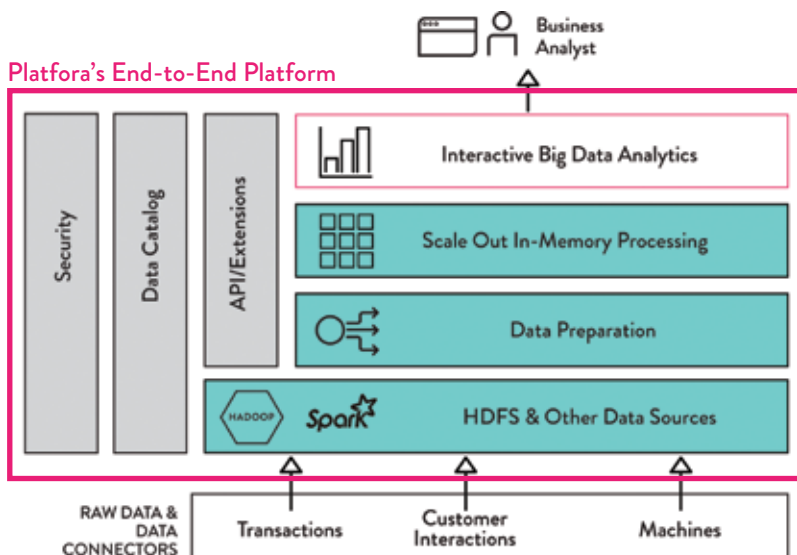 Business
Analyst
Platfora's End-to-End Platform
Security
Data Catalog
API/Extensions
Interactive Big Data Analytics
Scale Out In-Memory Processing
Data Preparation
HADOOP
Spark
HDFS & Other Data Sources
RAW DATA &
DATA
CONNECTORS
Transactions
Customer
Interactions
Machines